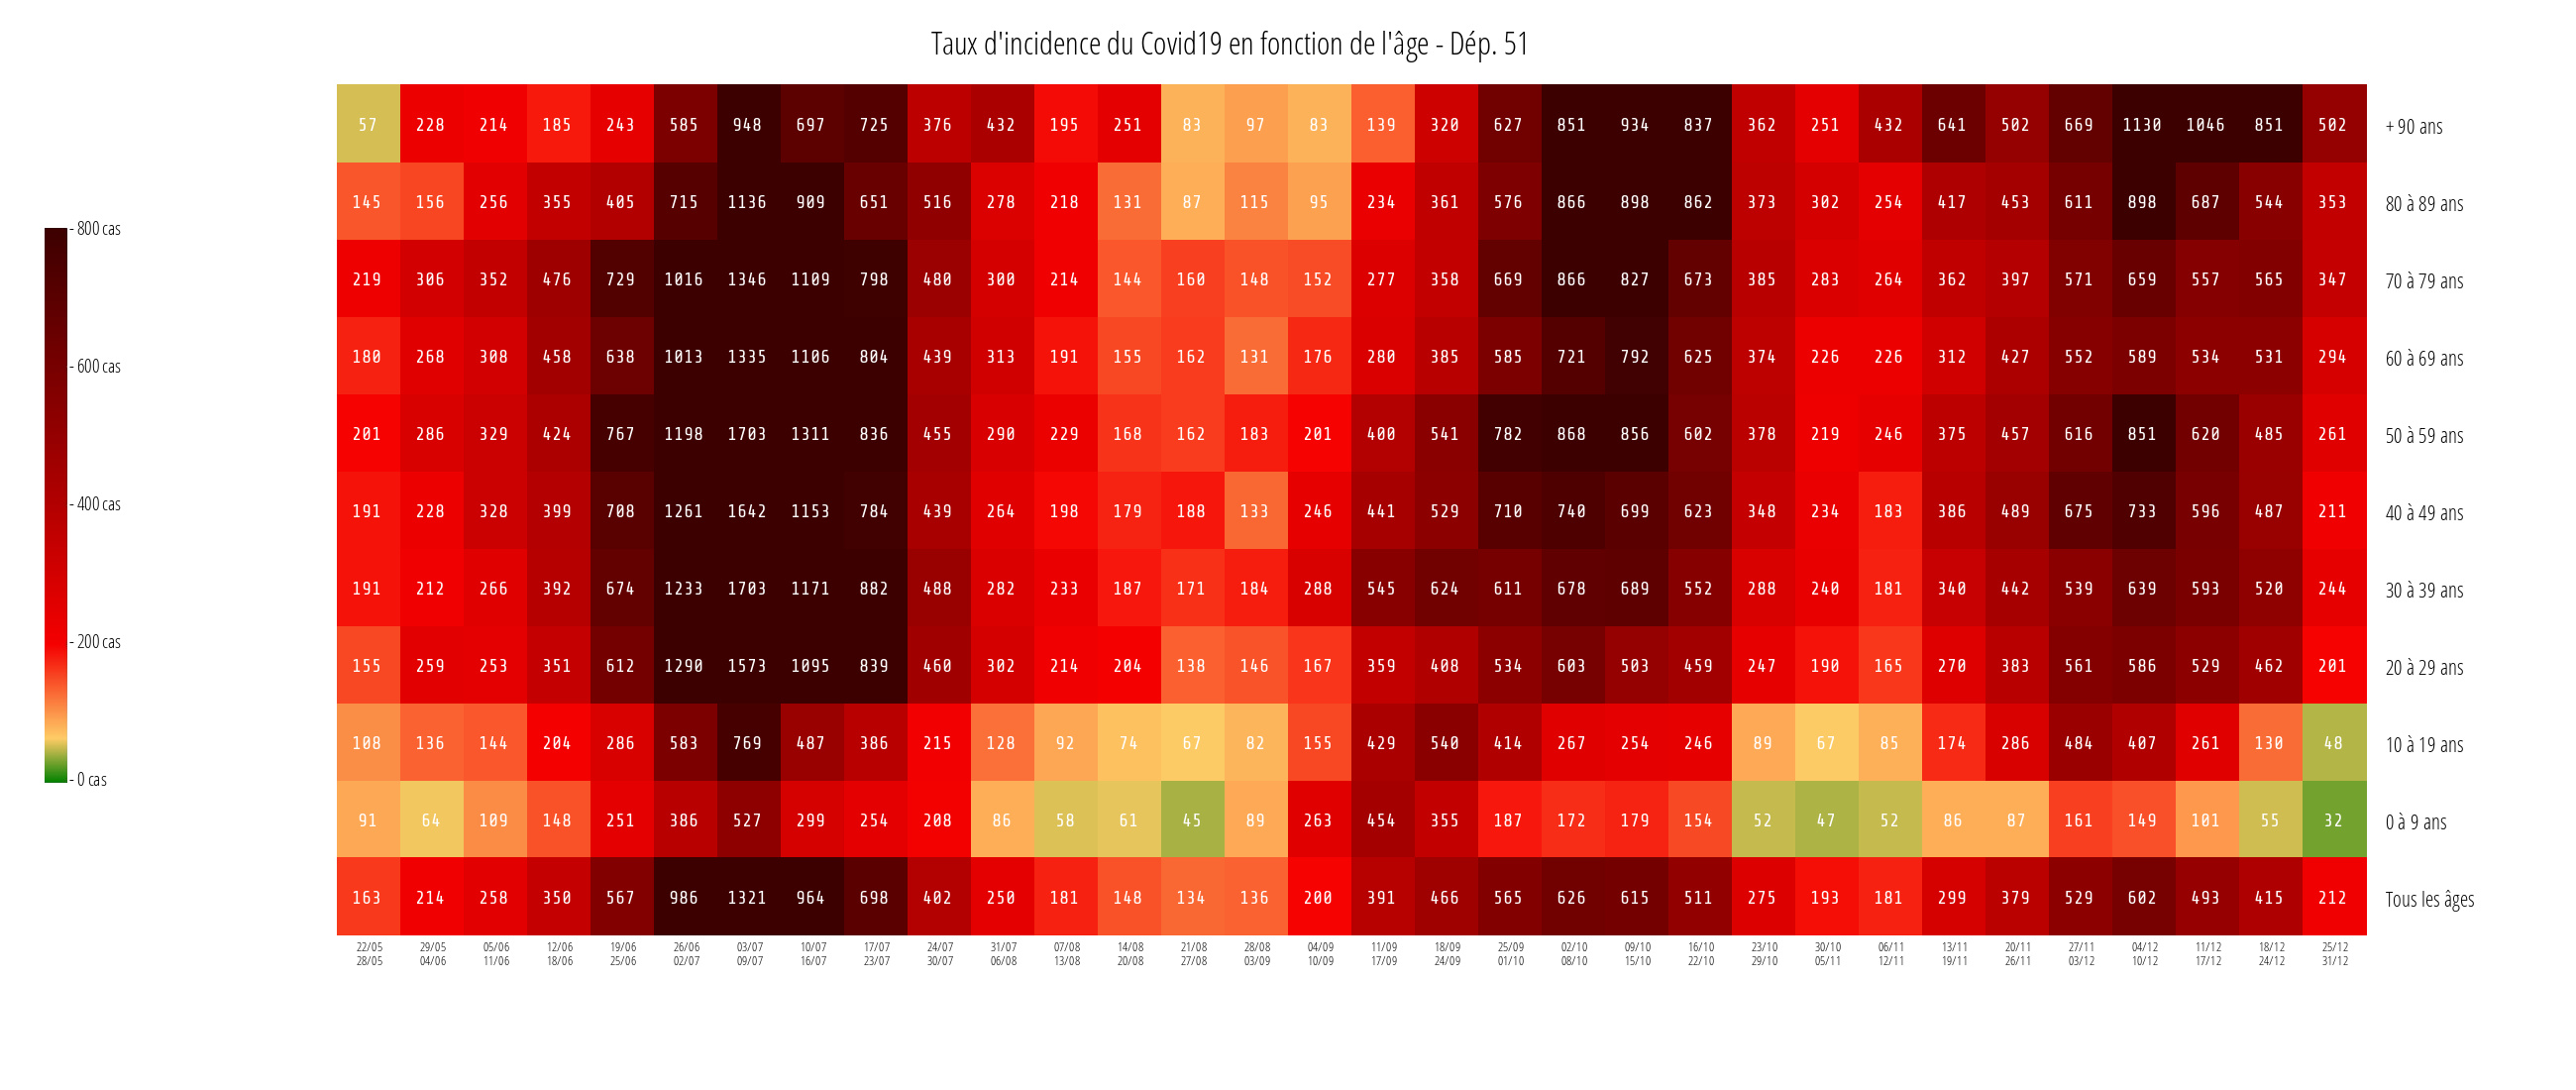 Taux d'incidence du Covid19 en fonction de l'âge - Dép. 51
- 800 cas
- 600 cas
- 400 cas
- 200 cas
- 0 cas
57 228 214 185 243 585 948 697 725 376 432 195 251 83 97 83 139 320 627 851 934 837 362 251 432 641 502 669 1130 1046 851 502 + 90 ans
145 156 256 355 405 715 1136 909 651 516 278 218 131 87 115 95 234 361 576 866 898 862 373 302 254 417 453 611 898 687 544 353 80 à 89 ans
219 306 352 476 729 1016 1346 1109 798 480 300 214 144 160 148 152 277 358 669 866 827 673 385 283 264 362 397 571 659 557 565 347 70 à 79 ans
180 268 308 458 638 1013 1335 1106 804 439 313 191 155 162 131 176 280 385 585 721 792 625 374 226 226 312 427 552 589 534 531 294 60 à 69 ans
201 286 329 424 767 1198 1703 1311 836 455 290 229 168 162 183 201 400 541 782 868 856 602 378 219 246 375 457 616 851 620 485 261 50 à 59 ans
191 228 328 399 708 1261 1642 1153 784 439 264 198 179 188 133 246 441 529 710 740 699 623 348 234 183 386 489 675 733 596 487 211 40 à 49 ans
191 212 266 392 674 1233 1703 1171 882 488 282 233 187 171 184 288 545 624 611 678 689 552 288 240 181 340 442 539 639 593 520 244 30 à 39 ans
155 259 253 351 612 1290 1573 1095 839 460 302 214 204 138 146 167 359 408 534 603 503 459 247 190 165 270 383 561 586 529 462 201 20 à 29 ans
108 136 144 204 286 583 769 487 386 215 128 92 74 67 82 155 429 540 414 267 254 246 89 67 85 174 286 484 407 261 130 48 10 à 19 ans
91 64 109 148 251 386 527 299 254 208 86 58 61 45 89 263 454 355 187 172 179 154 52 47 52 86 87 161 149 101 55 32 0 à 9 ans
163 214 258 350 567 986 1321 964 698 402 250 181 148 134 136 200 391 466 565 626 615 511 275 193 181 299 379 529 602 493 415 212 Tous les âges
22/05 29/05 05/06 12/06 19/06 26/06 03/07 10/07 17/07 24/07 31/07 07/08 14/08 21/08 28/08 04/09 11/09 18/09 25/09 02/10 09/10 16/10 23/10 30/10 06/11 13/11 20/11 27/11 04/12 11/12 18/12 25/12
28/05 04/06 11/06 18/06 25/06 02/07 09/07 16/07 23/07 30/07 06/08 13/08 20/08 27/08 03/09 10/09 17/09 24/09 01/10 08/10 15/10 22/10 29/10 05/11 12/11 19/11 26/11 03/12 10/12 17/12 24/12 31/12